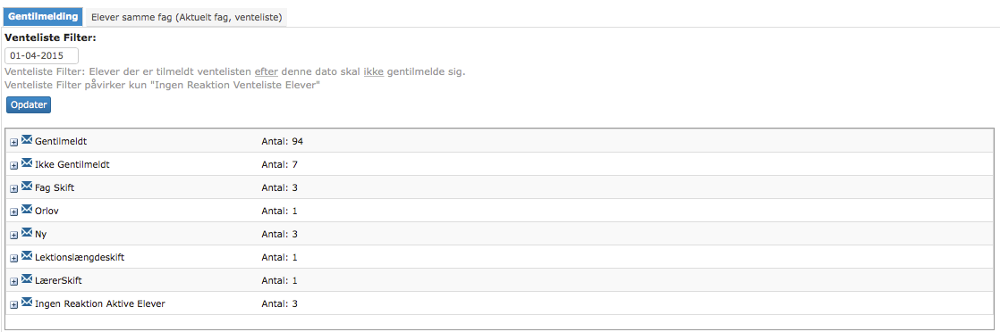 Gentilmelding Elever samme fag (Aktuelt fag, venteliste)
Venteliste Filter:
01-04-2015
Venteliste Filter: Elever der er tilmeldt ventelisten efter denne dato skal ikke gentilmelde sig.
Venteliste Filter påvirker kun "Ingen Reaktion Venteliste Elever"
Opdater
Gentilmeldt Antal: 94
Ikke Gentilmeldt Antal: 7
Fag Skift Antal: 3
Orlov Antal: 1
Ny Antal: 3
Lektionslængdeskift Antal: 1
LærerSkift Antal: 1
Ingen Reaktion Aktive Elever Antal: 3